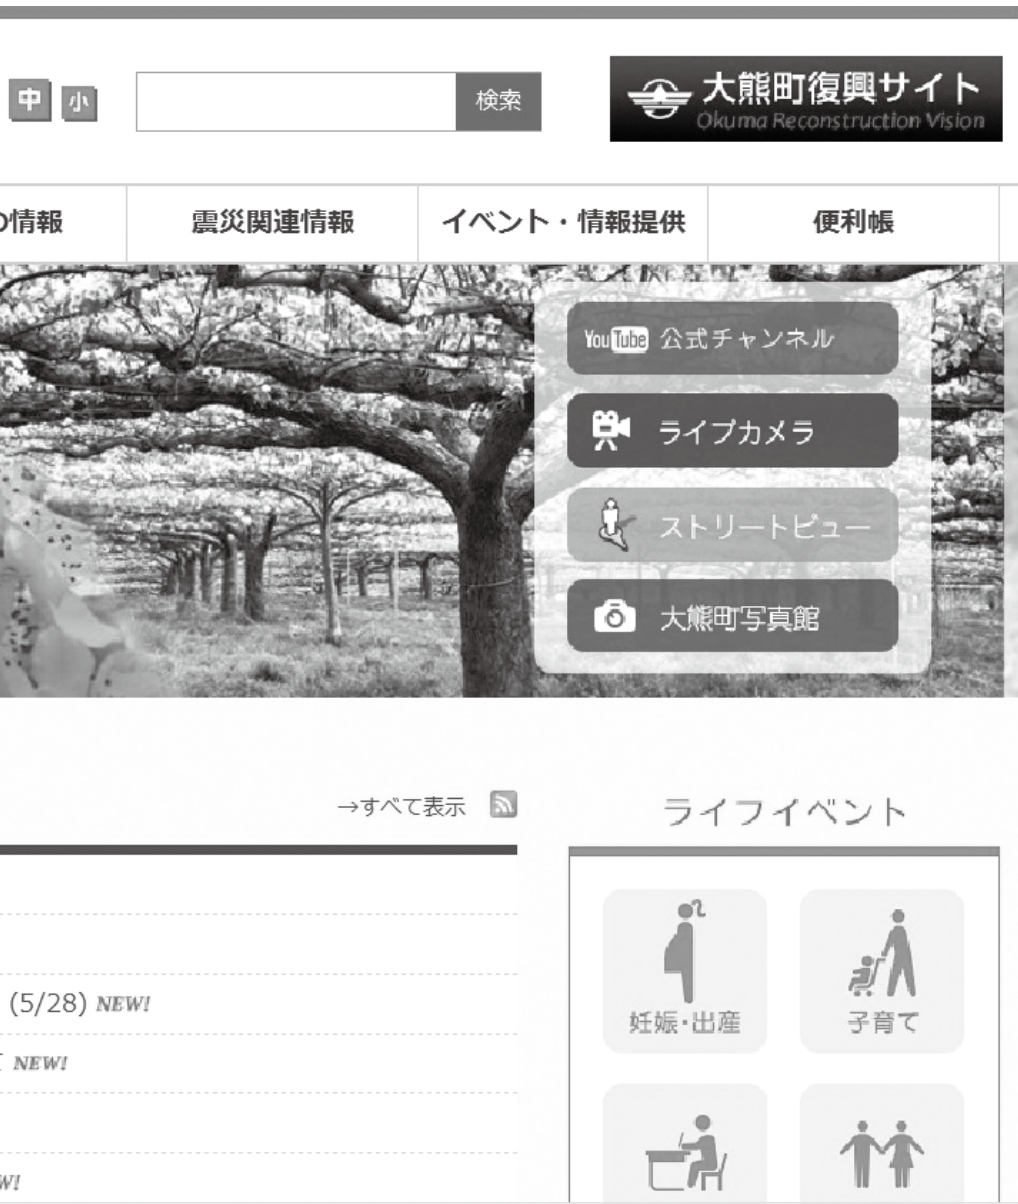 中 小 検索 大熊町復興サイト
Okuma Reconstruction Vision
の情報 震災関連情報 イベント・情報提供 便利帳
YouTube 公式チャンネル
ライブカメラ
ストリートビュー
大熊町写真館
→すべて表示 ライフイベント
(5/28) NEW!
妊娠・出産 子育て
NEW!
W!